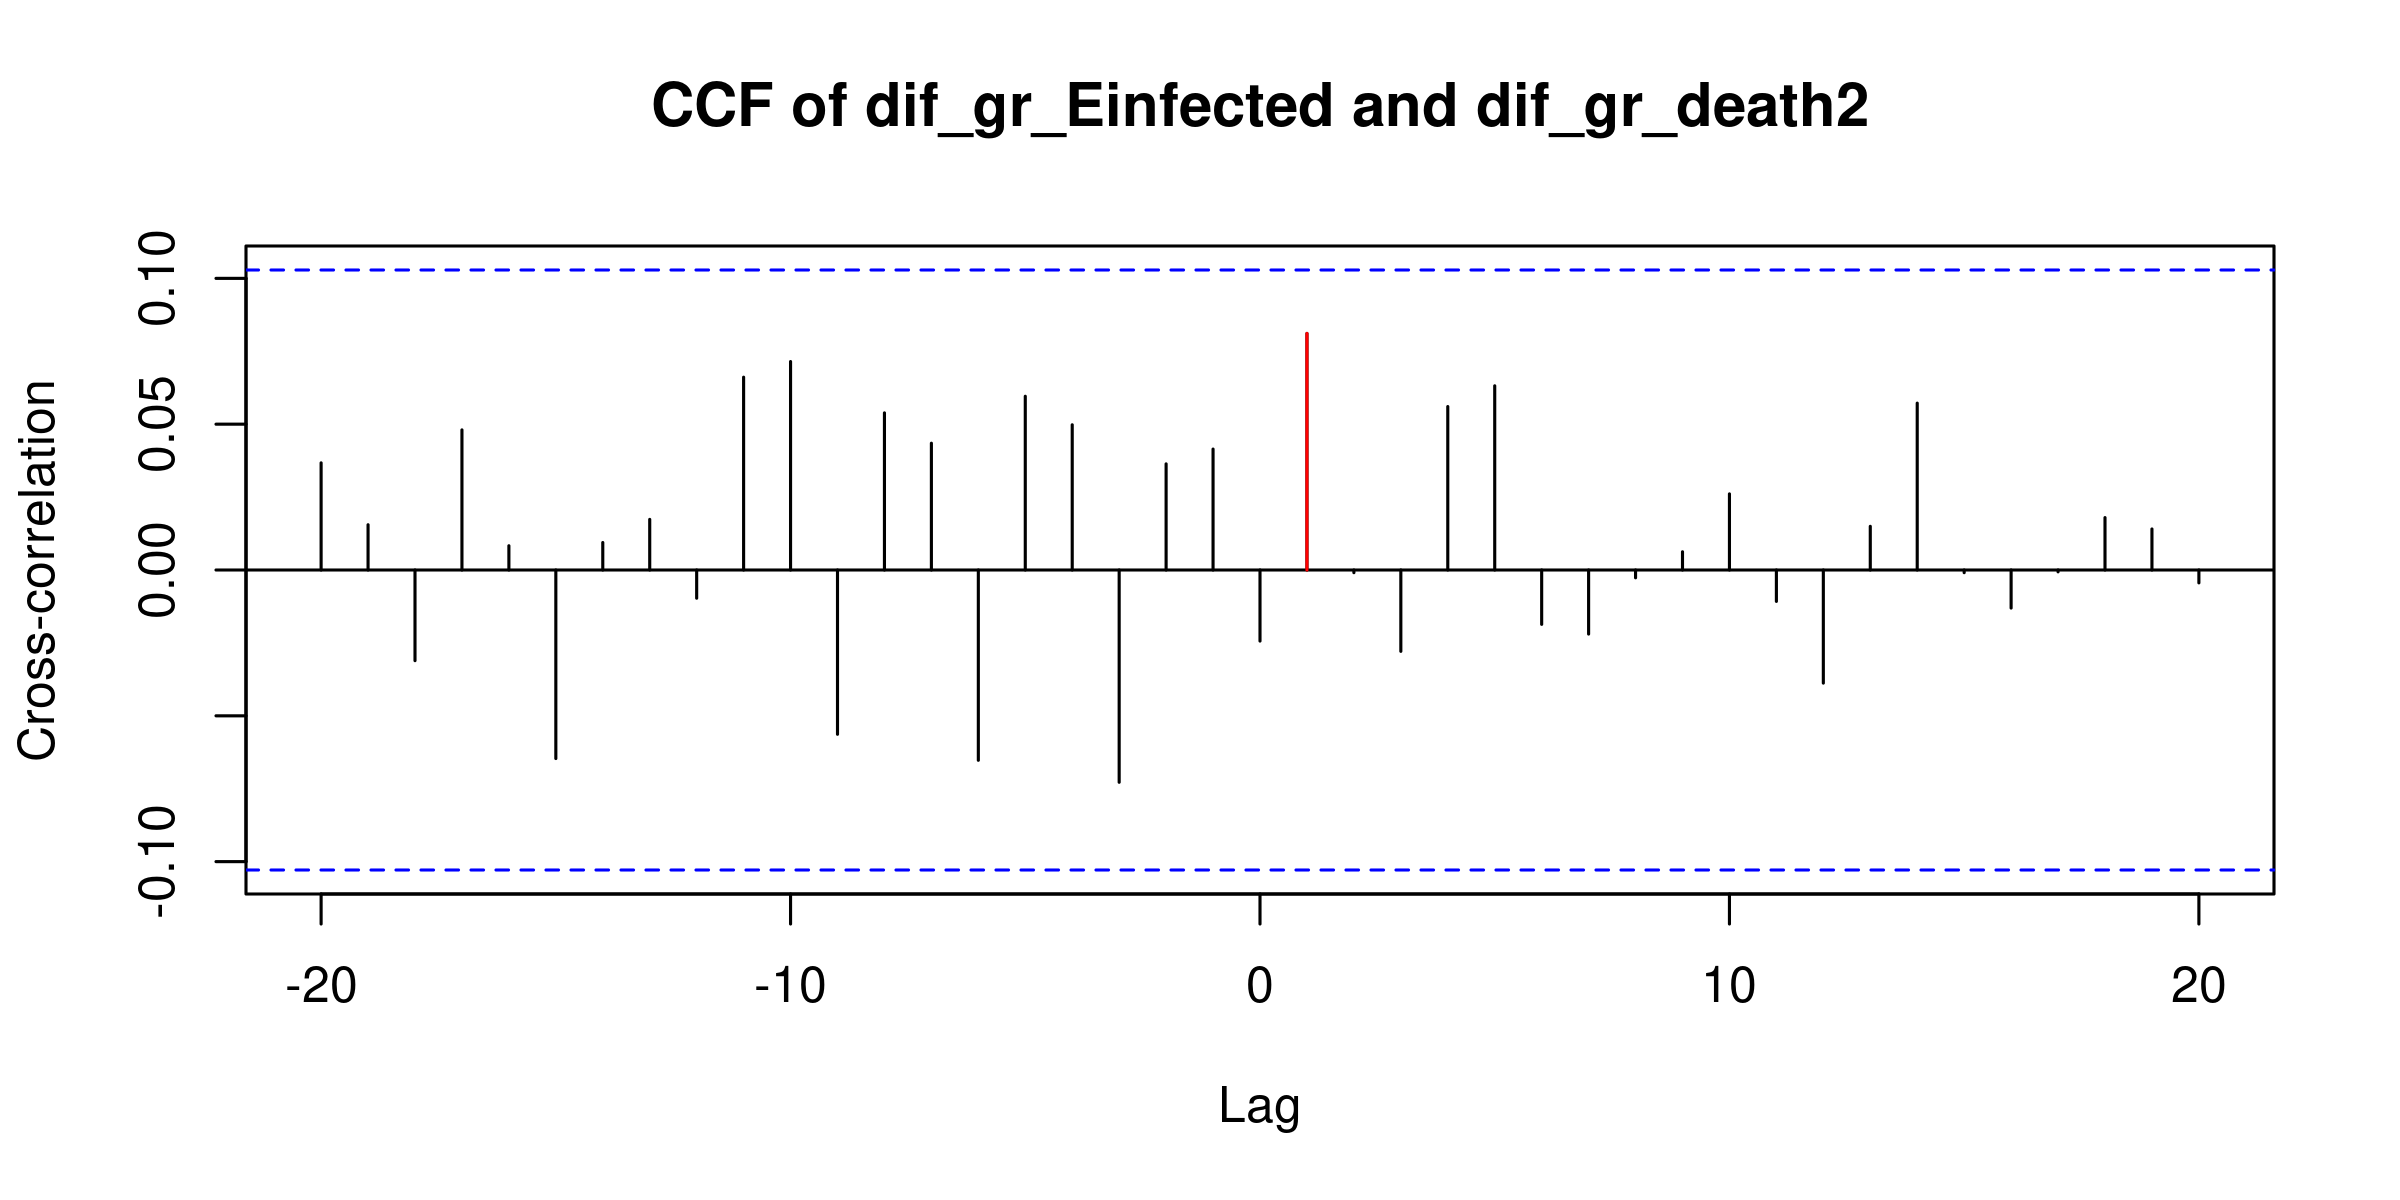 CCF of dif_gr_Einfected and dif_gr_death2
Cross-correlation
0.10
0.05
0.00
-0.10
-20 -10 0 10 20
Lag